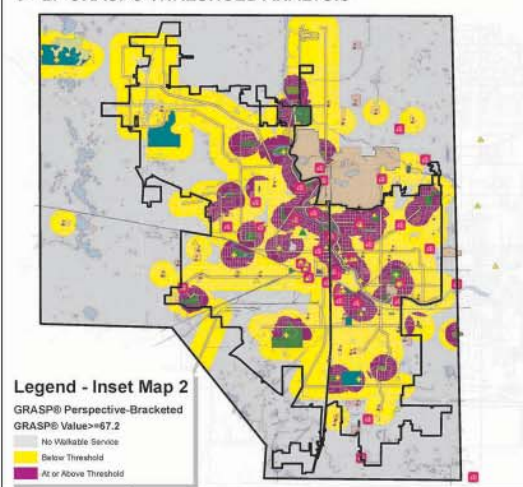 Legend - Inset Map 2
GRASP® Perspective-Bracketed
GRASP® Value>=67.2
No Walkable Service
Below Threshold
At or Above Threshold